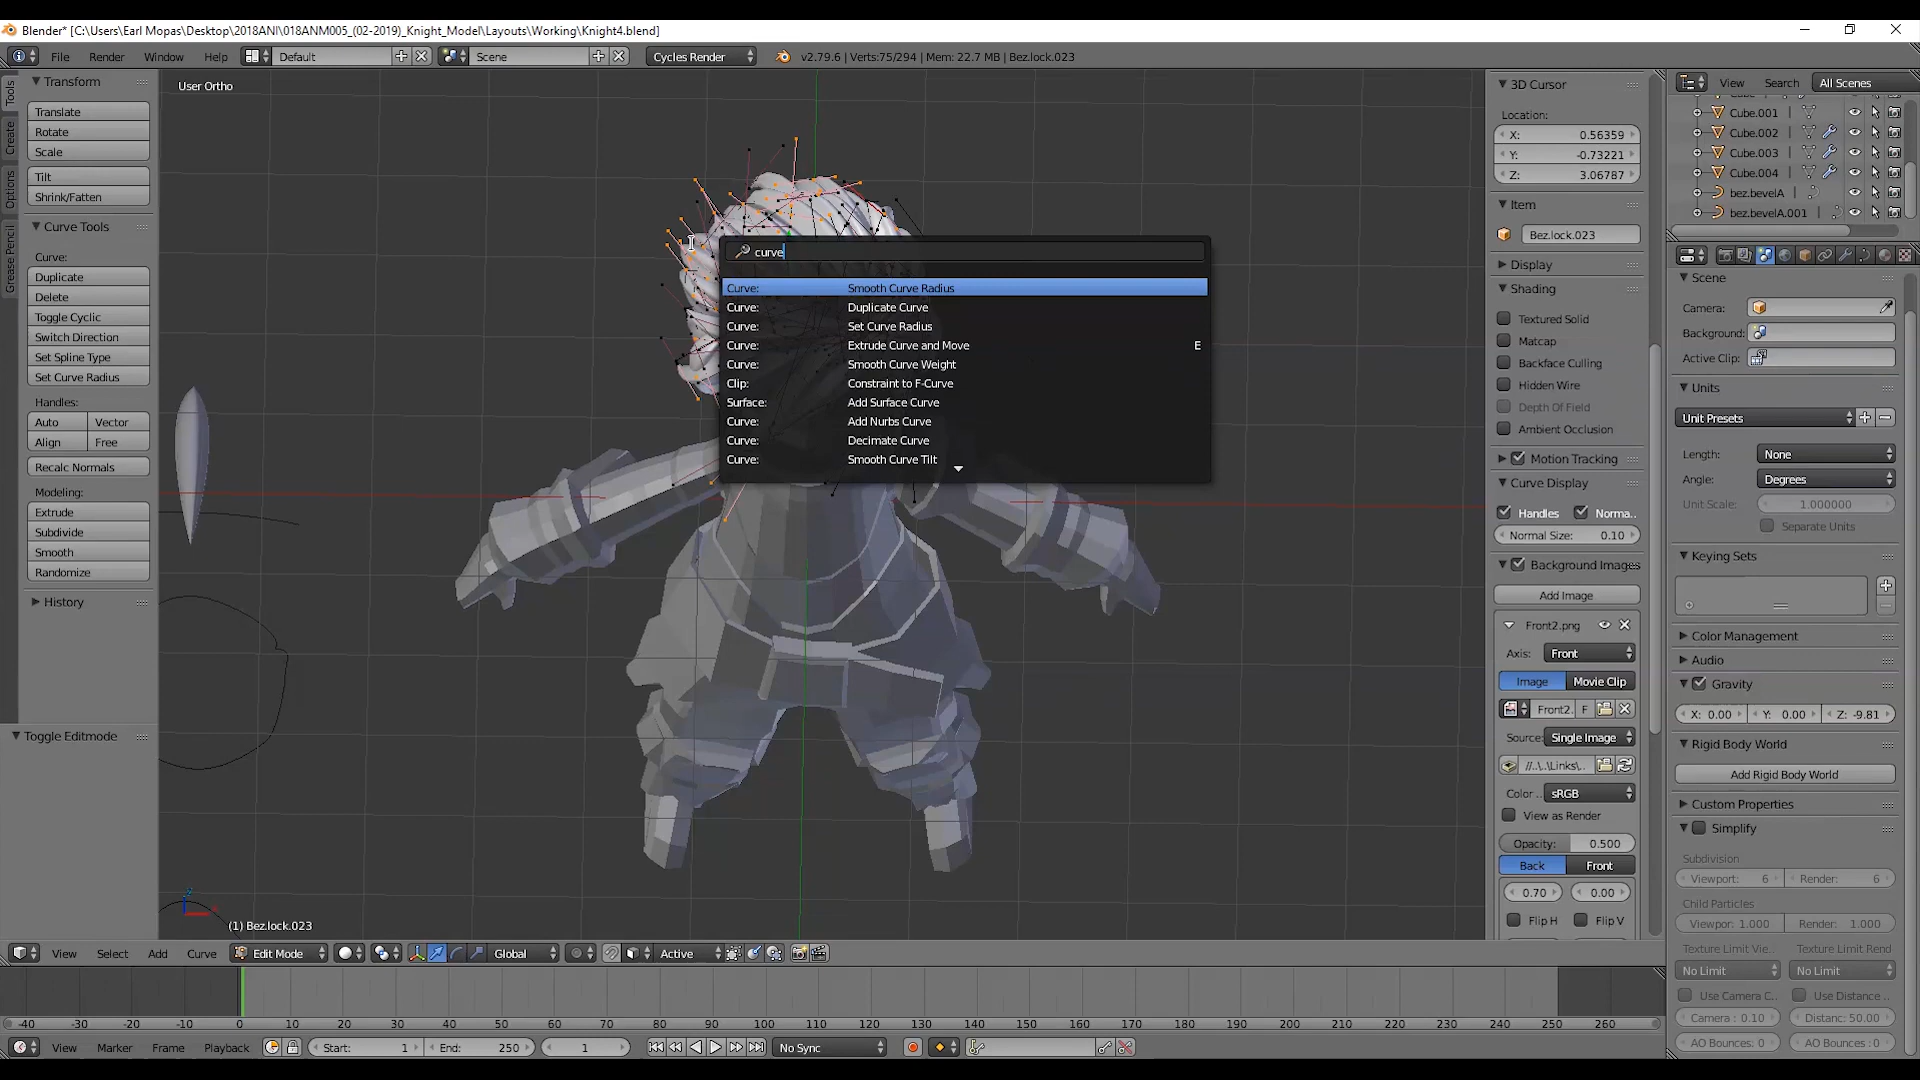 Blender* [C:\Users\Earl Mopas\Desktop\2018ANI\018ANM005_(02-2019)_Knight_Model\Layouts\Working\Knight4.blend]
File Render Window Help Default Scene Cycles Render v2.79.6 | Verts:75/294 | Mem: 22.7 MB | Bez.lock.023
Tools
Create
Options
Grease Pencil
Transform
Translate
Rotate
Scale
Tilt
Shrink/Fatten
Curve Tools
Curve:
Duplicate
Delete
Toggle Cyclic
Switch Direction
Set Spline Type
Set Curve Radius
Handles:
Auto Vector
Align Free
Recalc Normals
Modeling:
Extrude
Subdivide
Smooth
Randomize
History
Toggle Editmode
User Ortho
curve
Curve: Smooth Curve Radius
Curve: Duplicate Curve
Curve: Set Curve Radius
Curve: Extrude Curve and Move E
Curve: Smooth Curve Weight
Clip: Constraint to F-Curve
Surface: Add Surface Curve
Curve: Add Nurbs Curve
Curve: Decimate Curve
Curve: Smooth Curve Tilt
(1) Bez.lock.023
View Select Add Curve Edit Mode Global Active
3D Cursor
Location:
X: 0.56359
Y: -0.73221
Z: 3.06787
Item
Bez.lock.023
Display
Shading
Textured Solid
Matcap
Backface Culling
Hidden Wire
Depth Of Field
Ambient Occlusion
Motion Tracking
Curve Display
Handles Norma..
Normal Size: 0.10
Background Images
Add Image
Front2.png
Axis: Front
Image Movie Clip
Front2. F
Source: Single Image
//..\..\Links\..
Color .. sRGB
View as Render
Opacity: 0.500
Back Front
0.70 0.00
Flip H Flip V
View Search All Scenes
Cube.001
Cube.002
Cube.003
Cube.004
bez.bevelA
bez.bevelA.001
Scene
Camera:
Background:
Active Clip:
Units
Unit Presets
Length: None
Angle: Degrees
Unit Scale: 1.000000
Separate Units
Keying Sets
Color Management
Audio
Gravity
X: 0.00 Y: 0.00 Z: -9.81
Rigid Body World
Add Rigid Body World
Custom Properties
Simplify
Subdivision
Viewport: 6 Render: 6
Child Particles
Viewpor: 1.000 Render: 1.000
Texture Limit Vie.. Texture Limit Rend
No Limit No Limit
Use Camera C.. Use Distance ..
Camera : 0.10 Distanc: 50.00
AO Bounces: 0 AO Bounces : 0
-40 -30 -20 -10 0 10 20 30 40 50 60 70 80 90 100 110 120 130 140 150 160 170 180 190 200 210 220 230 240 250 260
View Marker Frame Playback Start: 1 End: 250 1 No Sync